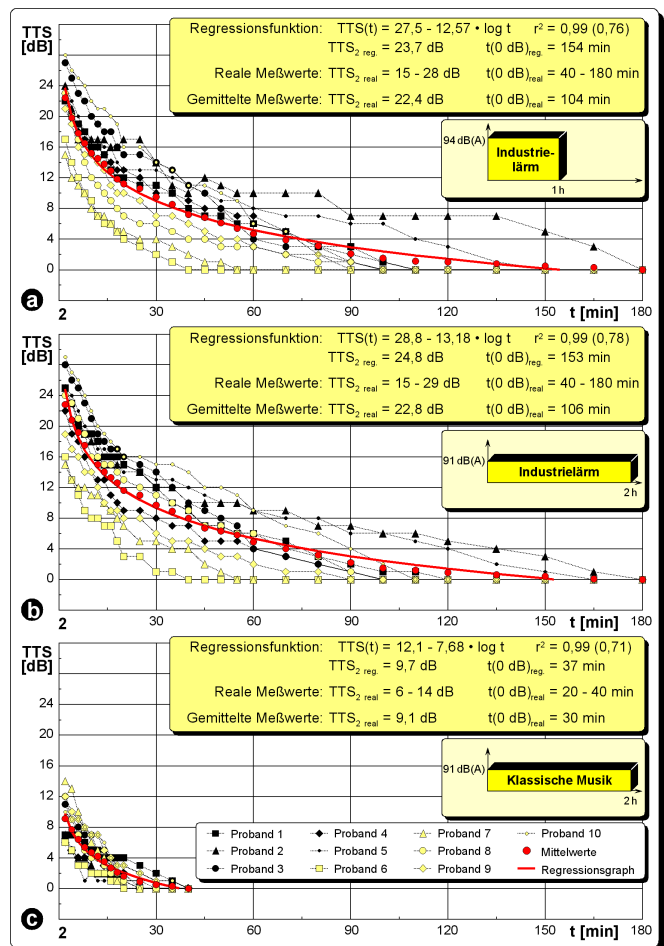 TTS
[dB]
Regressionsfunktion: TTS(t) = 27,5 - 12,57 • log t r² = 0,99 (0,76)
TTS₂ reg. = 23,7 dB t(0 dB)reg. = 154 min
Reale Meßwerte: TTS₂ real = 15 - 28 dB t(0 dB)real = 40 - 180 min
Gemittelte Meßwerte: TTS₂ real = 22,4 dB t(0 dB)real = 104 min
94 dB(A)
Industrie-
lärm
1 h
28
24
20
16
12
8
4
0
a
2 30 60 90 120 150 180
t [min]
TTS
[dB]
Regressionsfunktion: TTS(t) = 28,8 - 13,18 • log t r² = 0,99 (0,78)
TTS₂ reg. = 24,8 dB t(0 dB)reg. = 153 min
Reale Meßwerte: TTS₂ real = 15 - 29 dB t(0 dB)real = 40 - 180 min
Gemittelte Meßwerte: TTS₂ real = 22,8 dB t(0 dB)real = 106 min
91 dB(A)
Industrielärm
2 h
28
24
20
16
12
8
4
0
b
2 30 60 90 120 150 180
t [min]
TTS
[dB]
Regressionsfunktion: TTS(t) = 12,1 - 7,68 • log t r² = 0,99 (0,71)
TTS₂ reg. = 9,7 dB t(0 dB)reg. = 37 min
Reale Meßwerte: TTS₂ real = 6 - 14 dB t(0 dB)real = 20 - 40 min
Gemittelte Meßwerte: TTS₂ real = 9,1 dB t(0 dB)real = 30 min
91 dB(A)
Klassische Musik
2 h
28
24
20
16
12
8
4
0
Proband 1 Proband 4 Proband 7 Proband 10
Proband 2 Proband 5 Proband 8 Mittelwerte
Proband 3 Proband 6 Proband 9 Regressionsgraph
c
2 30 60 90 120 150 180
t [min]